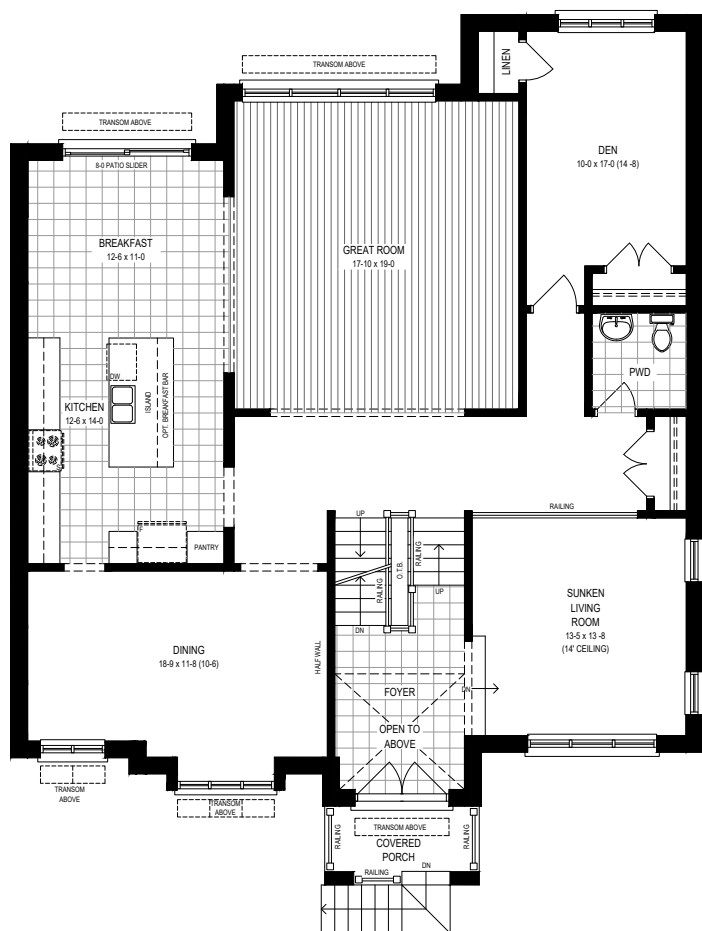 TRANSOM ABOVE
LINEN
TRANSOM ABOVE
8-0 PATIO SLIDER
DEN
10-0 x 17-0 (14 -8)
BREAKFAST
12-6 x 11-0
GREAT ROOM
17-10 x 19-0
DW
ISLAND
OPT. BREAKFAST BAR
KITCHEN
12-6 x 14-0
PWD
PANTRY
UP
RAILING
O.T.B.
RAILING
UP
DN
RAILING
SUNKEN
LIVING
ROOM
13-5 x 13 -8
(14' CEILING)
DINING
18-9 x 11-8 (10-6)
HALF WALL
FOYER
DN
OPEN TO
ABOVE
TRANSOM
ABOVE
TRANSOM
ABOVE
TRANSOM ABOVE
RAILING
COVERED
PORCH
RAILING
RAILING
DN